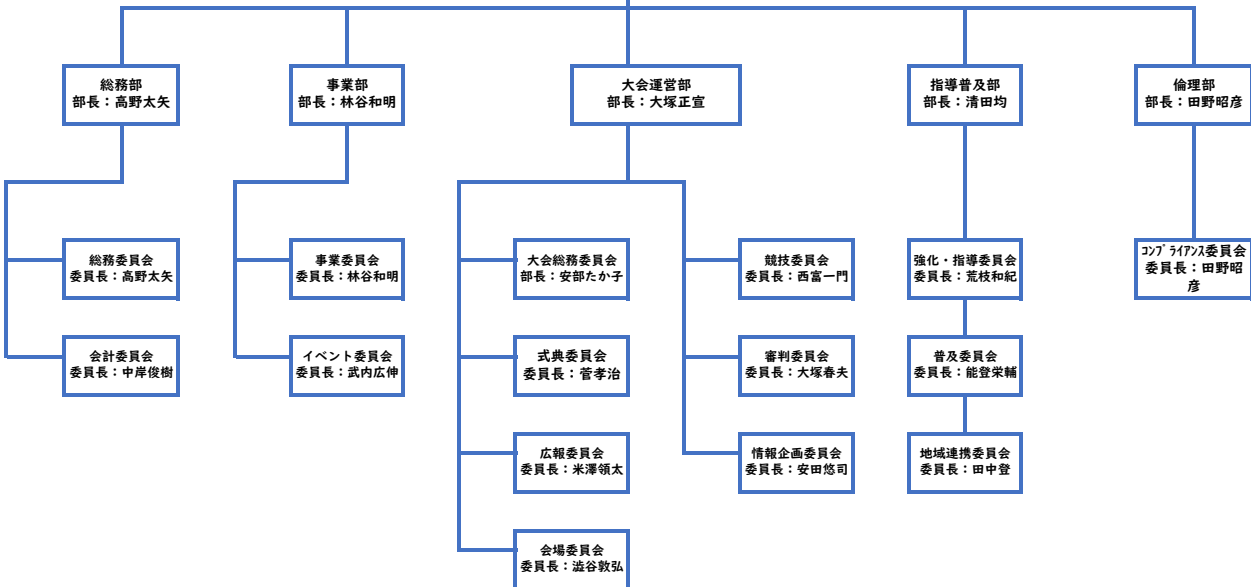 総務部
部長：高野太矢
事業部
部長：林谷和明
大会運営部
部長：大塚正宣
指導普及部
部長：清田均
倫理部
部長：田野昭彦
総務委員会
委員長：高野太矢
事業委員会
委員長：林谷和明
大会総務委員会
部長：安部たか子
競技委員会
委員長：西富一門
強化・指導委員会
委員長：荒枝和紀
ｺﾝﾌﾟﾗｲｱﾝｽ委員会
委員長：田野昭
彦
会計委員会
委員長：中岸俊樹
イベント委員会
委員長：武内広伸
式典委員会
委員長：菅孝治
審判委員会
委員長：大塚春夫
普及委員会
委員長：能登栄輔
広報委員会
委員長：米澤領太
情報企画委員会
委員長：安田悠司
地域連携委員会
委員長：田中登
会場委員会
委員長：澁谷敦弘